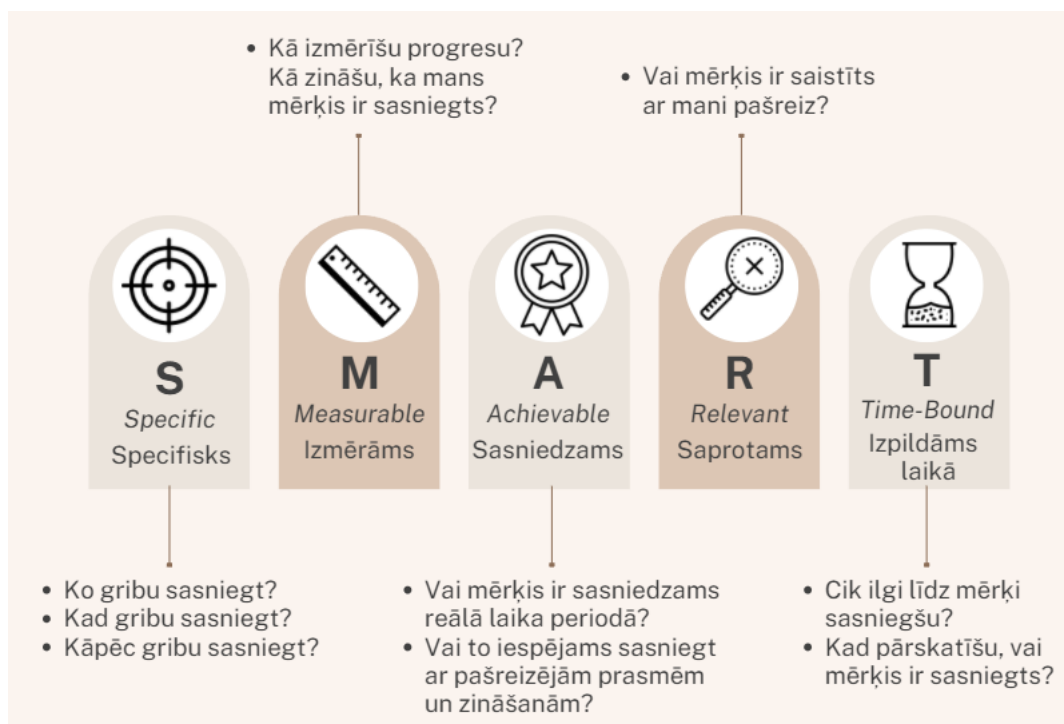 • Kā izmērīšu progresu?
Kā zināšu, ka mans
mērķis ir sasniegts?
• Vai mērķis ir saistīts
ar mani pašreiz?
S
Specific
Specifisks
M
Measurable
Izmērāms
A
Achievable
Sasniedzams
R
Relevant
Saprotams
T
Time-Bound
Izpildāms
laikā
• Ko gribu sasniegt?
• Kad gribu sasniegt?
• Kāpēc gribu sasniegt?
• Vai mērķis ir sasniedzams
reālā laika periodā?
• Vai to iespējams sasniegt
ar pašreizējām prasmēm
un zināšanām?
• Cik ilgi līdz mērķi
sasniegšu?
• Kad pārskatīšu, vai
mērķis ir sasniegts?